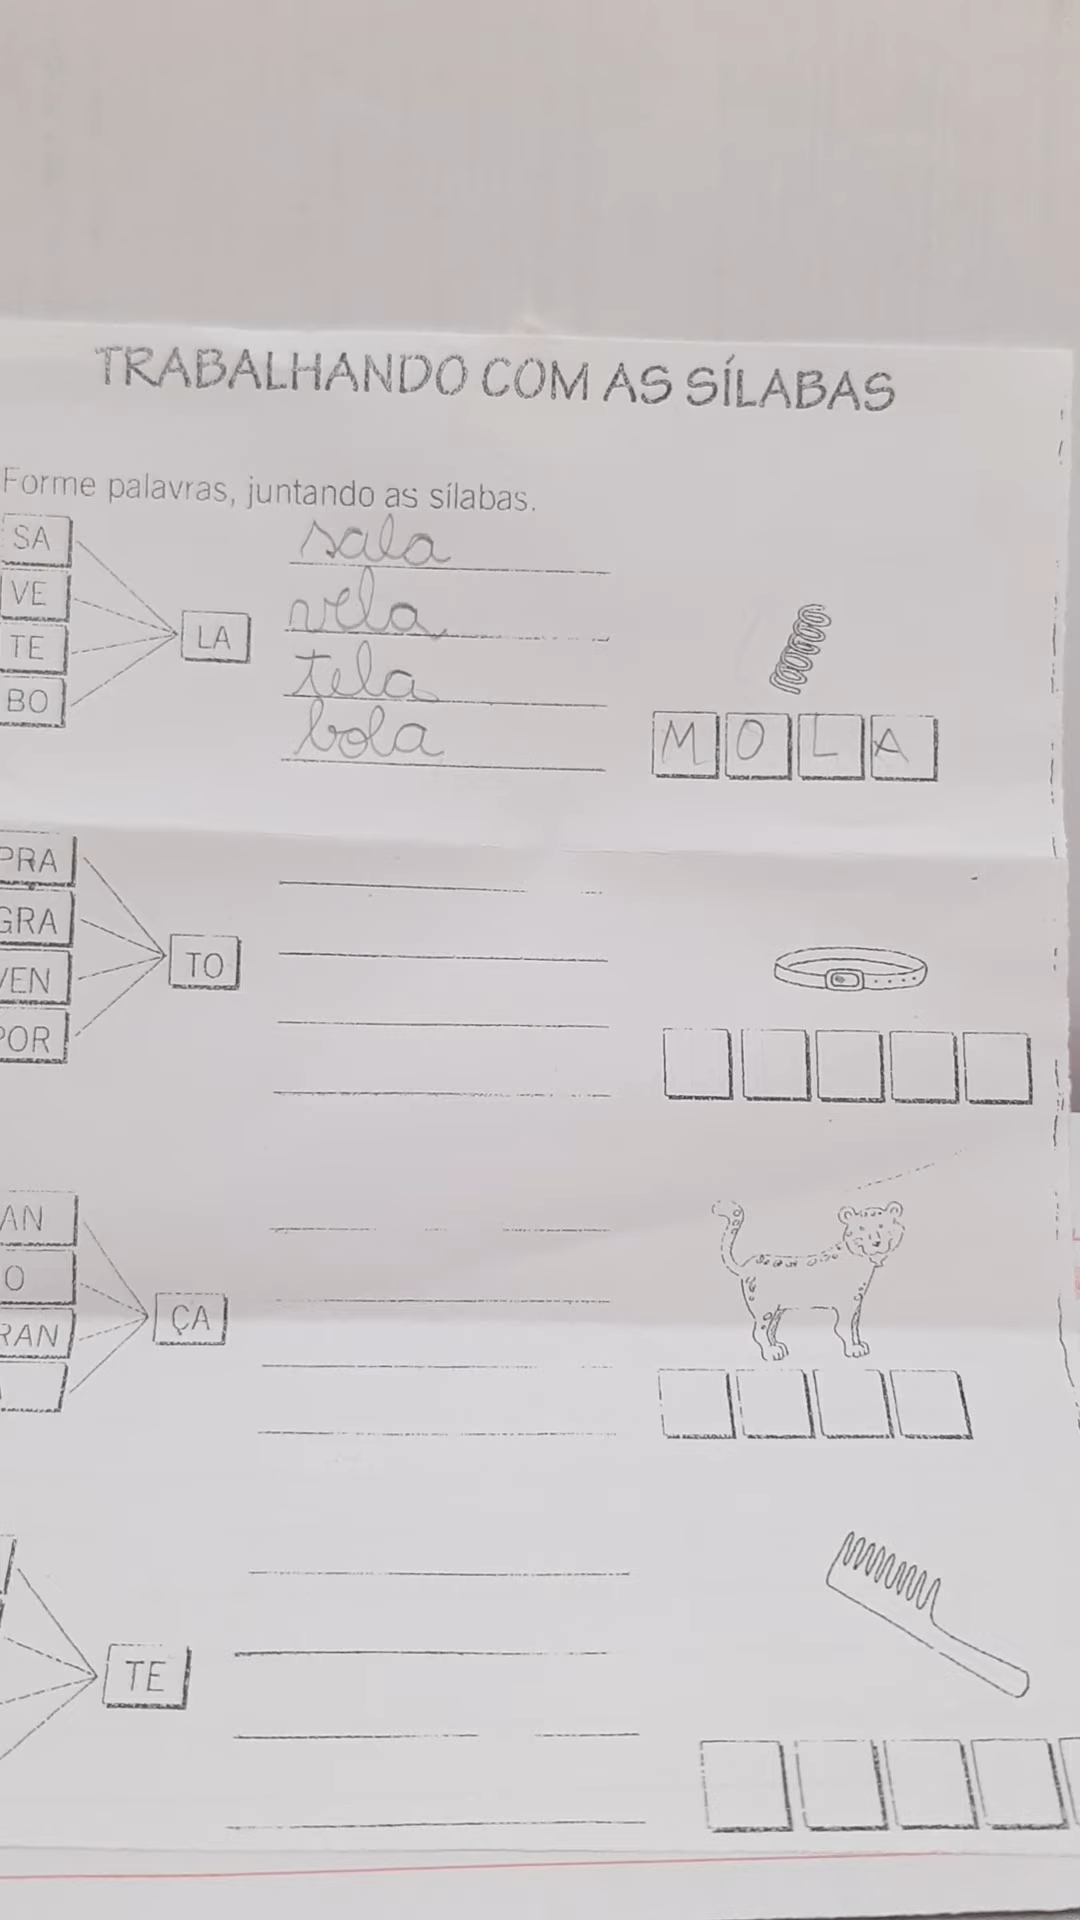 TRABALHANDO COM AS SÍLABAS
Forme palavras, juntando as sílabas.
SA
VE
TE
BO
LA
sala
vela
tela
bola
M O L A
PRA
GRA
VEN
POR
TO
AN
O
RAN
ÇA
TE